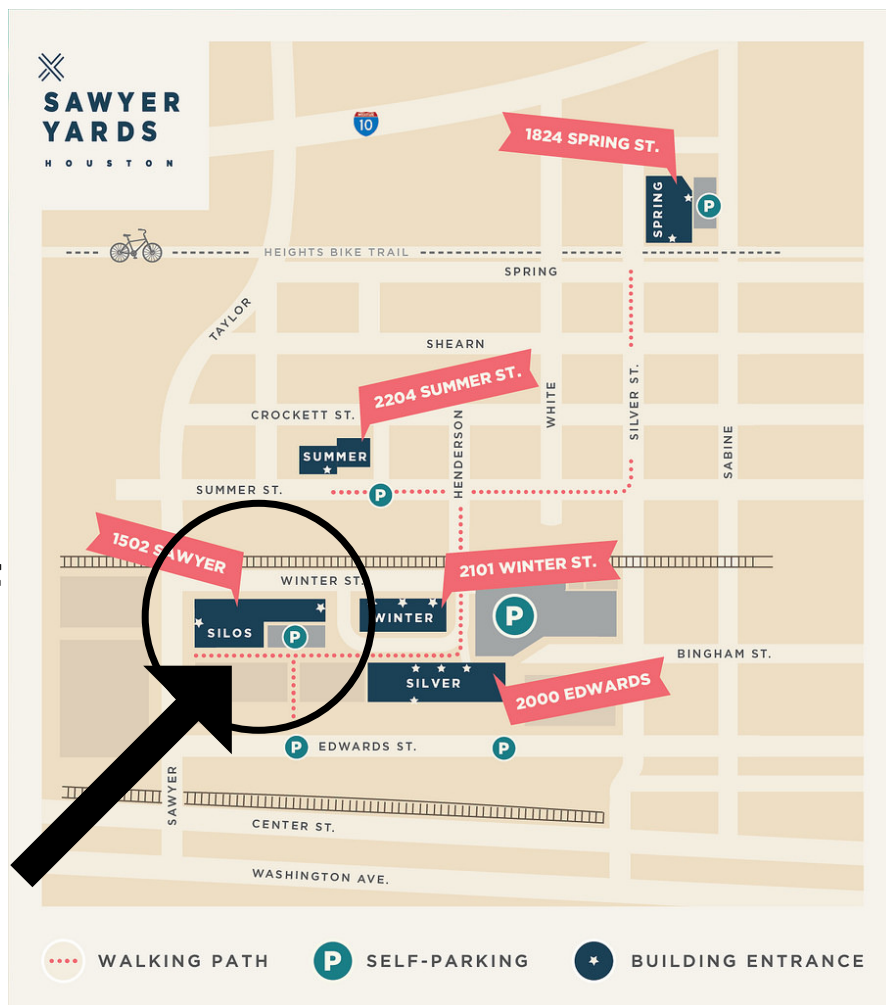 SAWYER
YARDS
HOUSTON
10
1824 SPRING ST.
SPRING
P
HEIGHTS BIKE TRAIL
SPRING
TAYLOR
SHEARN
2204 SUMMER ST.
CROCKETT ST.
HENDERSON
WHITE
SILVER ST.
SABINE
SUMMER
SUMMER ST.
P
1502 SAWYER
WINTER ST.
2101 WINTER ST.
SILOS
P
WINTER
P
BINGHAM ST.
SILVER
2000 EDWARDS
P
EDWARDS ST.
P
SAWYER
CENTER ST.
WASHINGTON AVE.
WALKING PATH
P
SELF-PARKING
BUILDING ENTRANCE